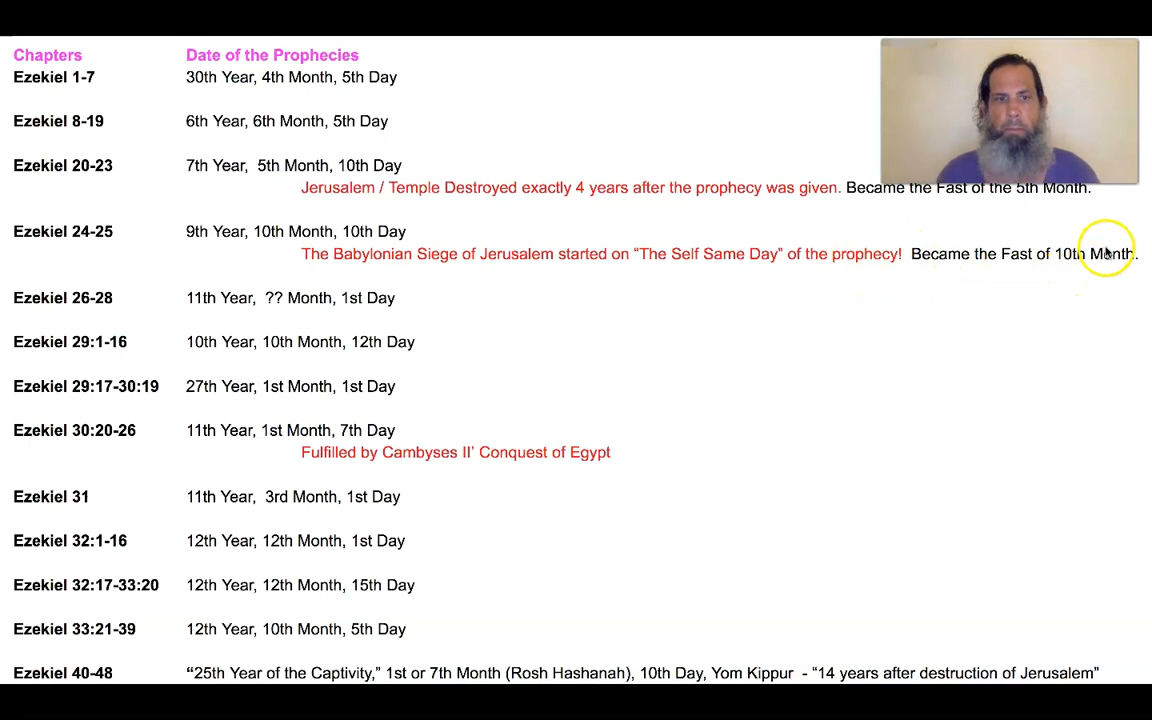 Chapters Date of the Prophecies
Ezekiel 1-7 30th Year, 4th Month, 5th Day
Ezekiel 8-19 6th Year, 6th Month, 5th Day
Ezekiel 20-23 7th Year, 5th Month, 10th Day
Jerusalem / Temple Destroyed exactly 4 years after the prophecy was given. Became the Fast of the 5th Month.
Ezekiel 24-25 9th Year, 10th Month, 10th Day
The Babylonian Siege of Jerusalem started on “The Self Same Day” of the prophecy! Became the Fast of 10th Month.
Ezekiel 26-28 11th Year, ?? Month, 1st Day
Ezekiel 29:1-16 10th Year, 10th Month, 12th Day
Ezekiel 29:17-30:19 27th Year, 1st Month, 1st Day
Ezekiel 30:20-26 11th Year, 1st Month, 7th Day
Fulfilled by Cambyses II’ Conquest of Egypt
Ezekiel 31 11th Year, 3rd Month, 1st Day
Ezekiel 32:1-16 12th Year, 12th Month, 1st Day
Ezekiel 32:17-33:20 12th Year, 12th Month, 15th Day
Ezekiel 33:21-39 12th Year, 10th Month, 5th Day
Ezekiel 40-48 “25th Year of the Captivity,” 1st or 7th Month (Rosh Hashanah), 10th Day, Yom Kippur - “14 years after destruction of Jerusalem”